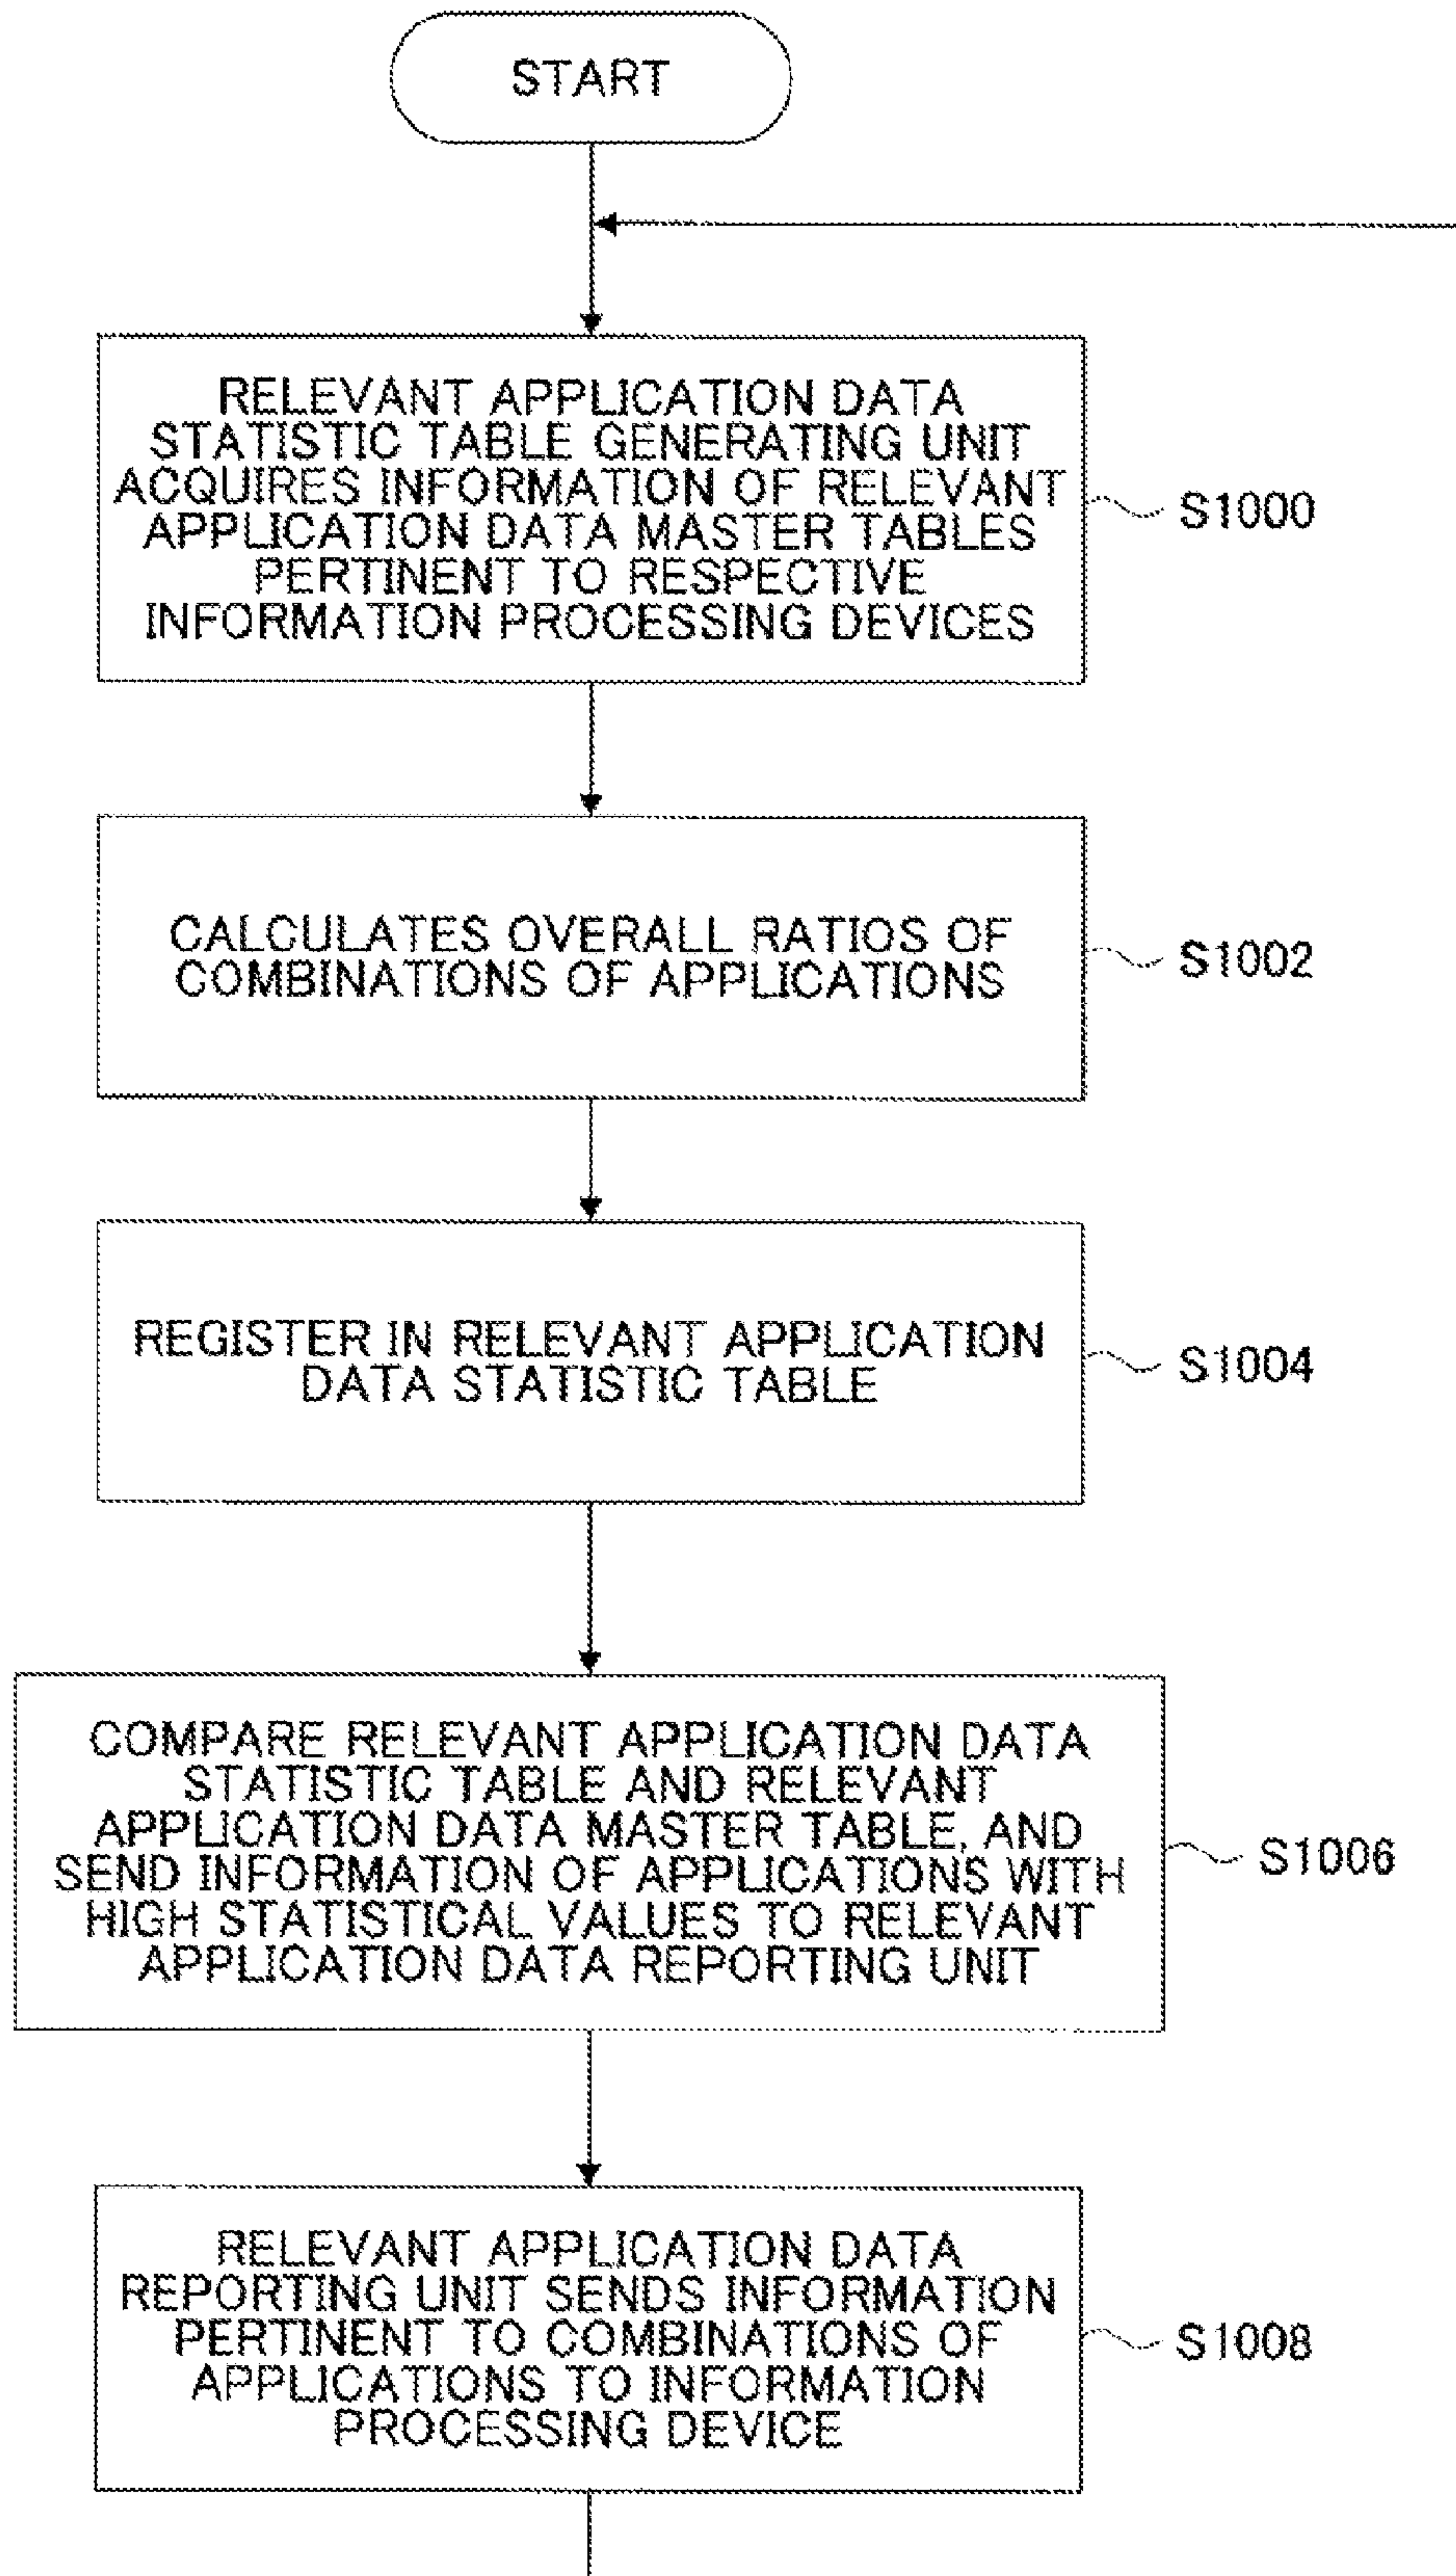 START
RELEVANT APPLICATION DATA
STATISTIC TABLE GENERATING UNIT
ACQUIRES INFORMATION OF RELEVANT
APPLICATION DATA MASTER TABLES
PERTINENT TO RESPECTIVE
INFORMATION PROCESSING DEVICES
S1000
CALCULATES OVERALL RATIOS OF
COMBINATIONS OF APPLICATIONS
S1002
REGISTER IN RELEVANT APPLICATION
DATA STATISTIC TABLE
S1004
COMPARE RELEVANT APPLICATION DATA
STATISTIC TABLE AND RELEVANT
APPLICATION DATA MASTER TABLE, AND
SEND INFORMATION OF APPLICATIONS WITH
HIGH STATISTICAL VALUES TO RELEVANT
APPLICATION DATA REPORTING UNIT
S1006
RELEVANT APPLICATION DATA
REPORTING UNIT SENDS INFORMATION
PERTINENT TO COMBINATIONS OF
APPLICATIONS TO INFORMATION
PROCESSING DEVICE
S1008